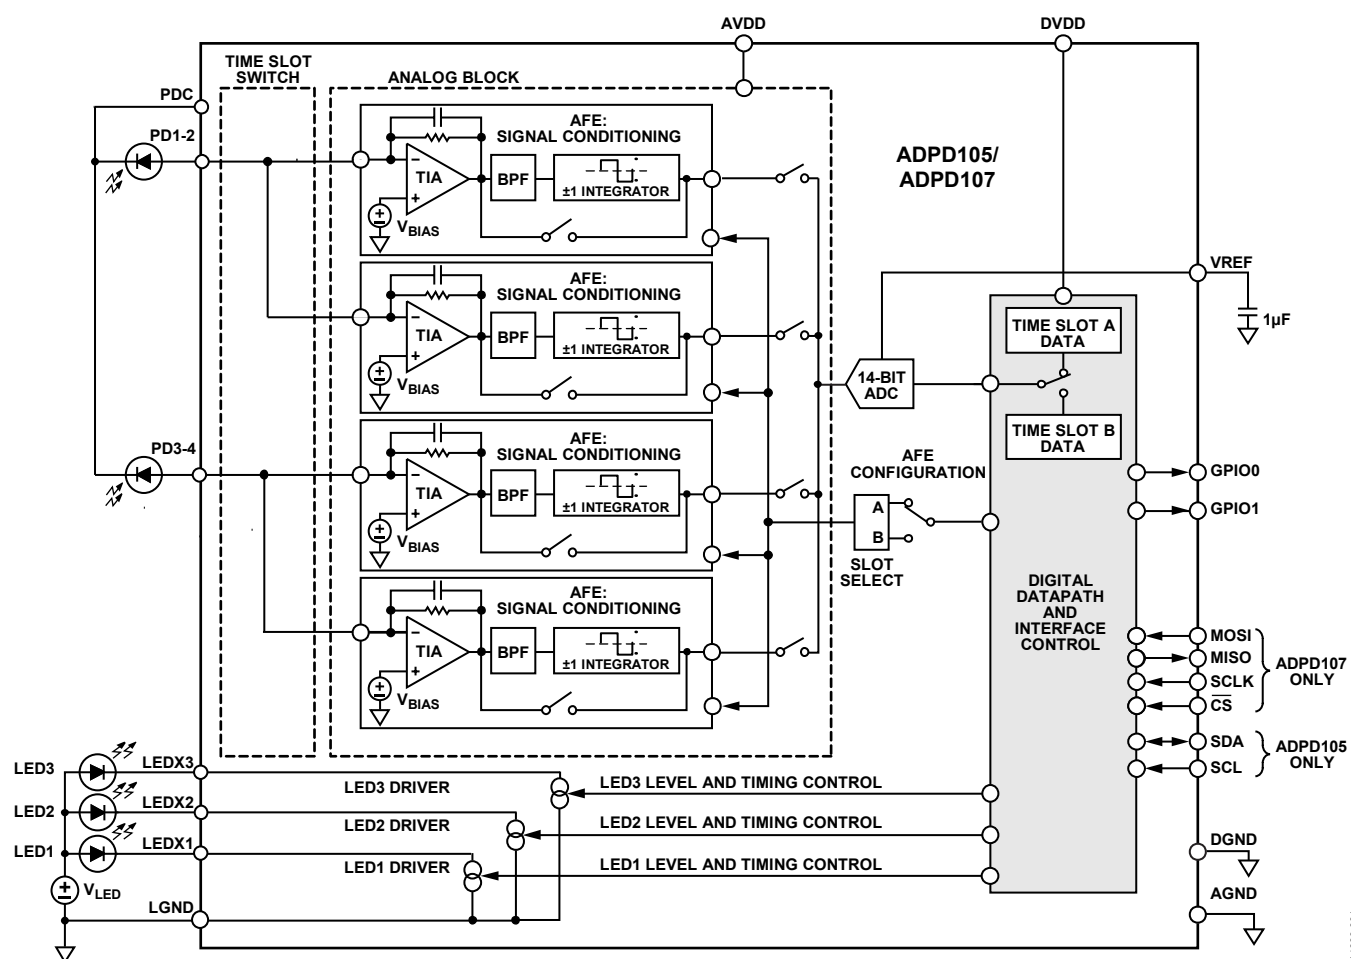 AVDD
DVDD
TIME SLOT
SWITCH
ANALOG BLOCK
PDC
PD1-2
AFE:
SIGNAL CONDITIONING
−
TIA
+
BPF
±1 INTEGRATOR
VBIAS
ADPD105/
ADPD107
AFE:
SIGNAL CONDITIONING
−
TIA
+
BPF
±1 INTEGRATOR
VBIAS
VREF
1µF
TIME SLOT A
DATA
14-BIT
ADC
TIME SLOT B
DATA
PD3-4
AFE:
SIGNAL CONDITIONING
−
TIA
+
BPF
±1 INTEGRATOR
VBIAS
AFE
CONFIGURATION
A
B
SLOT
SELECT
GPIO0
GPIO1
DIGITAL
DATAPATH
AND
INTERFACE
CONTROL
AFE:
SIGNAL CONDITIONING
−
TIA
+
BPF
±1 INTEGRATOR
VBIAS
MOSI
MISO
SCLK
CS
ADPD107
ONLY
SDA
SCL
ADPD105
ONLY
LED3
LEDX3
LED3 DRIVER
LED3 LEVEL AND TIMING CONTROL
LED2
LEDX2
LED2 DRIVER
LED2 LEVEL AND TIMING CONTROL
LED1
LEDX1
LED1 DRIVER
LED1 LEVEL AND TIMING CONTROL
VLED
LGND
DGND
AGND